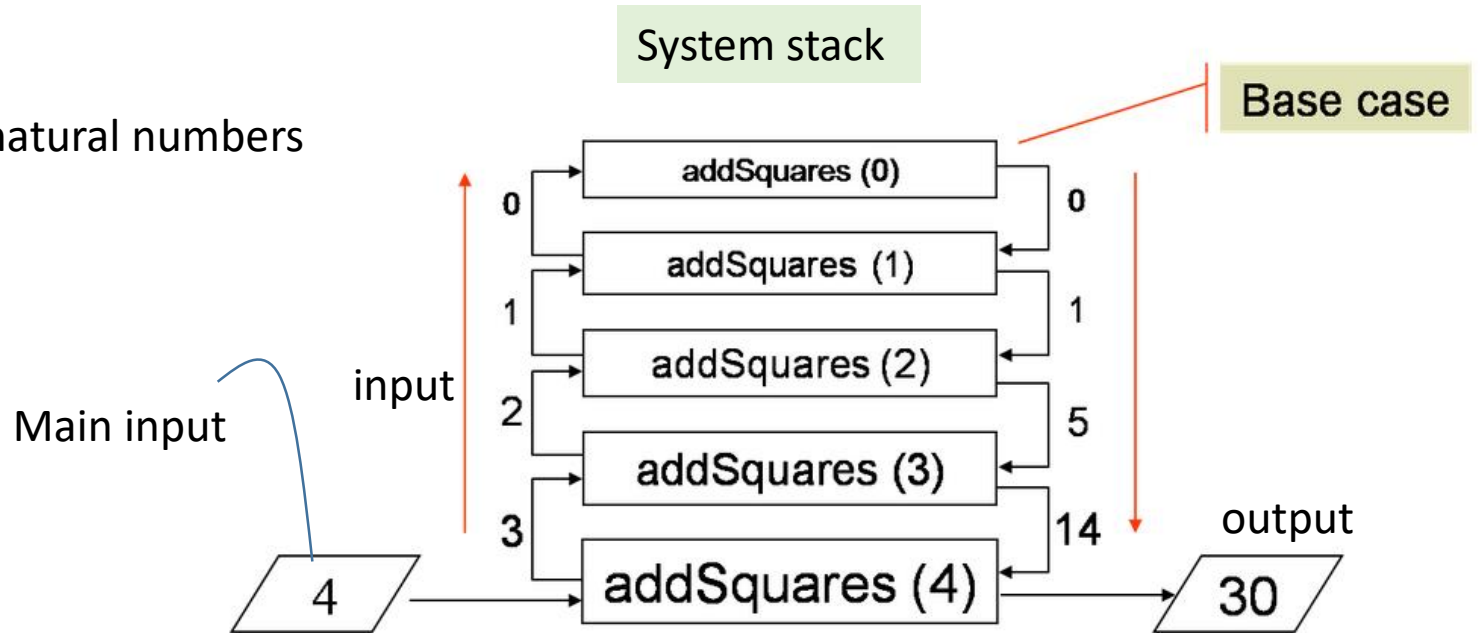 System stack
Base case
natural numbers
addSquares (0)
0
0
addSquares (1)
1
1
addSquares (2)
input
2
5
Main input
addSquares (3)
3
14
output
4
addSquares (4)
30